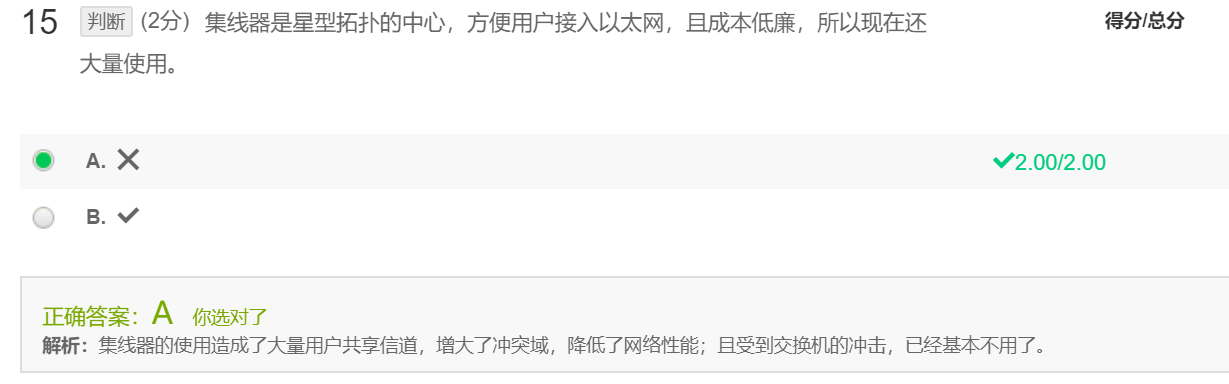 15 判断 (2分) 集线器是星型拓扑的中心，方便用户接入以太网，且成本低廉，所以现在还 得分/总分
大量使用。
A. ✕ ✔2.00/2.00
B. ✔
正确答案：A 你选对了
解析：集线器的使用造成了大量用户共享信道，增大了冲突域，降低了网络性能；且受到交换机的冲击，已经基本不用了。